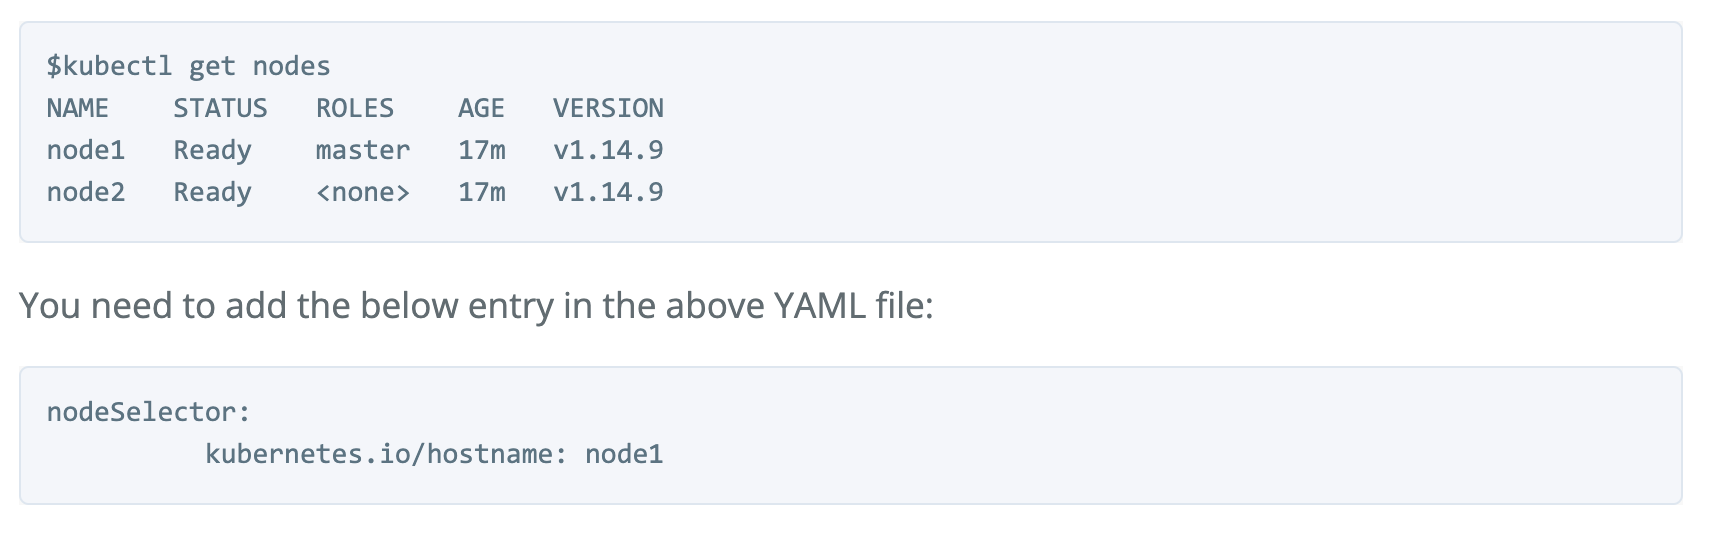 $kubectl get nodes
NAME    STATUS   ROLES    AGE   VERSION
node1   Ready    master   17m   v1.14.9
node2   Ready    <none>   17m   v1.14.9
You need to add the below entry in the above YAML file:
nodeSelector:
          kubernetes.io/hostname: node1